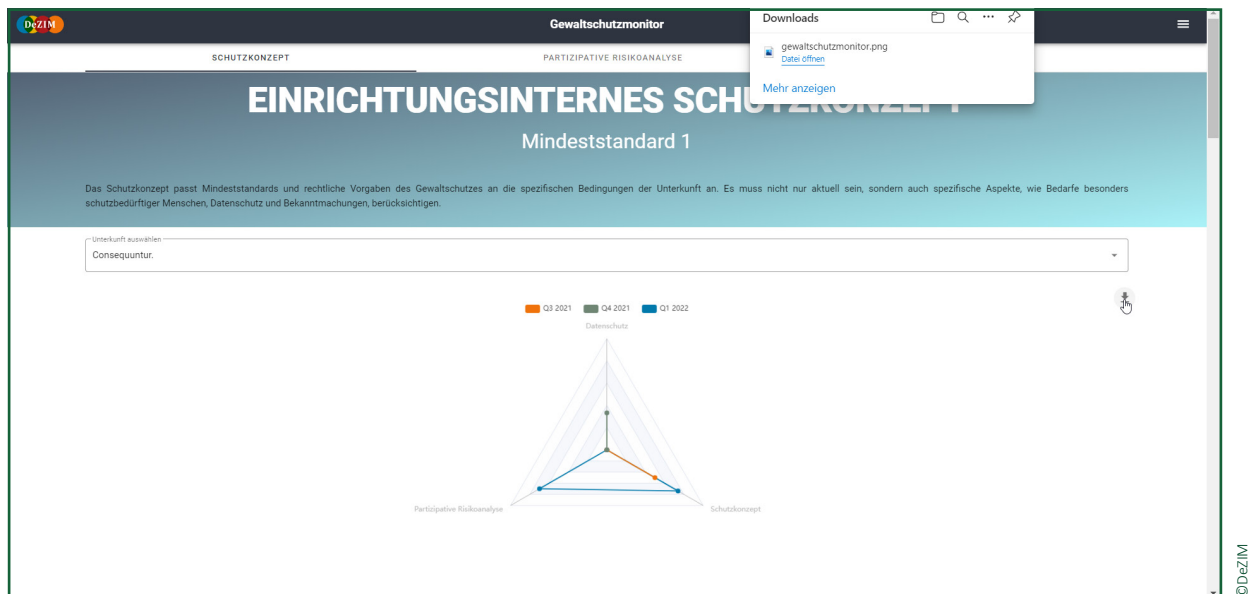 DeZIM
Gewaltschutzmonitor
Downloads
gewaltschutzmonitor.png
Datei öffnen
Mehr anzeigen
SCHUTZKONZEPT
PARTIZIPATIVE RISIKOANALYSE
EINRICHTUNGSINTERNES SCHUTZKONZEPT
Mindeststandard 1
Das Schutzkonzept passt Mindeststandards und rechtliche Vorgaben des Gewaltschutzes an die spezifischen Bedingungen der Unterkunft an. Es muss nicht nur aktuell sein, sondern auch spezifische Aspekte, wie Bedarfe besonders
schutzbedürftiger Menschen, Datenschutz und Bekanntmachungen, berücksichtigen.
Unterkunft auswählen
Consequuntur.
Q3 2021 Q4 2021 Q1 2022
Datenschutz
Partizipative Risikoanalyse
Schutzkonzept
©DeZIM